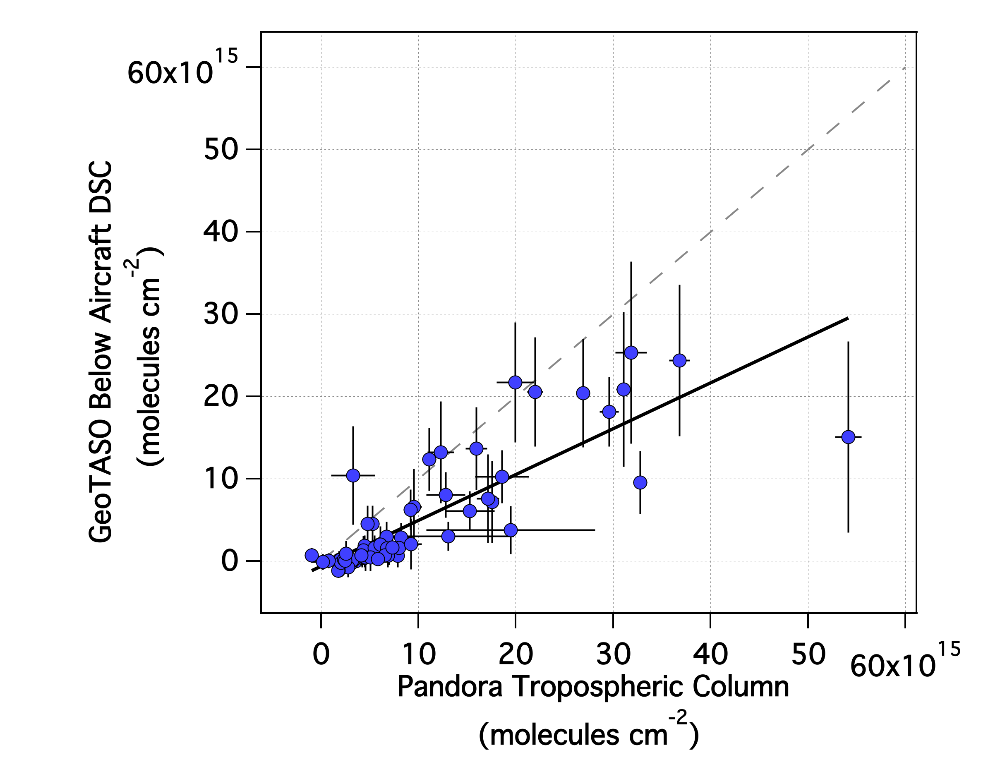 60x10^15
50
40
30
20
10
0
GeoTASO Below Aircraft DSC
(molecules cm^-2)
0 10 20 30 40 50 60x10^15
Pandora Tropospheric Column
(molecules cm^-2)